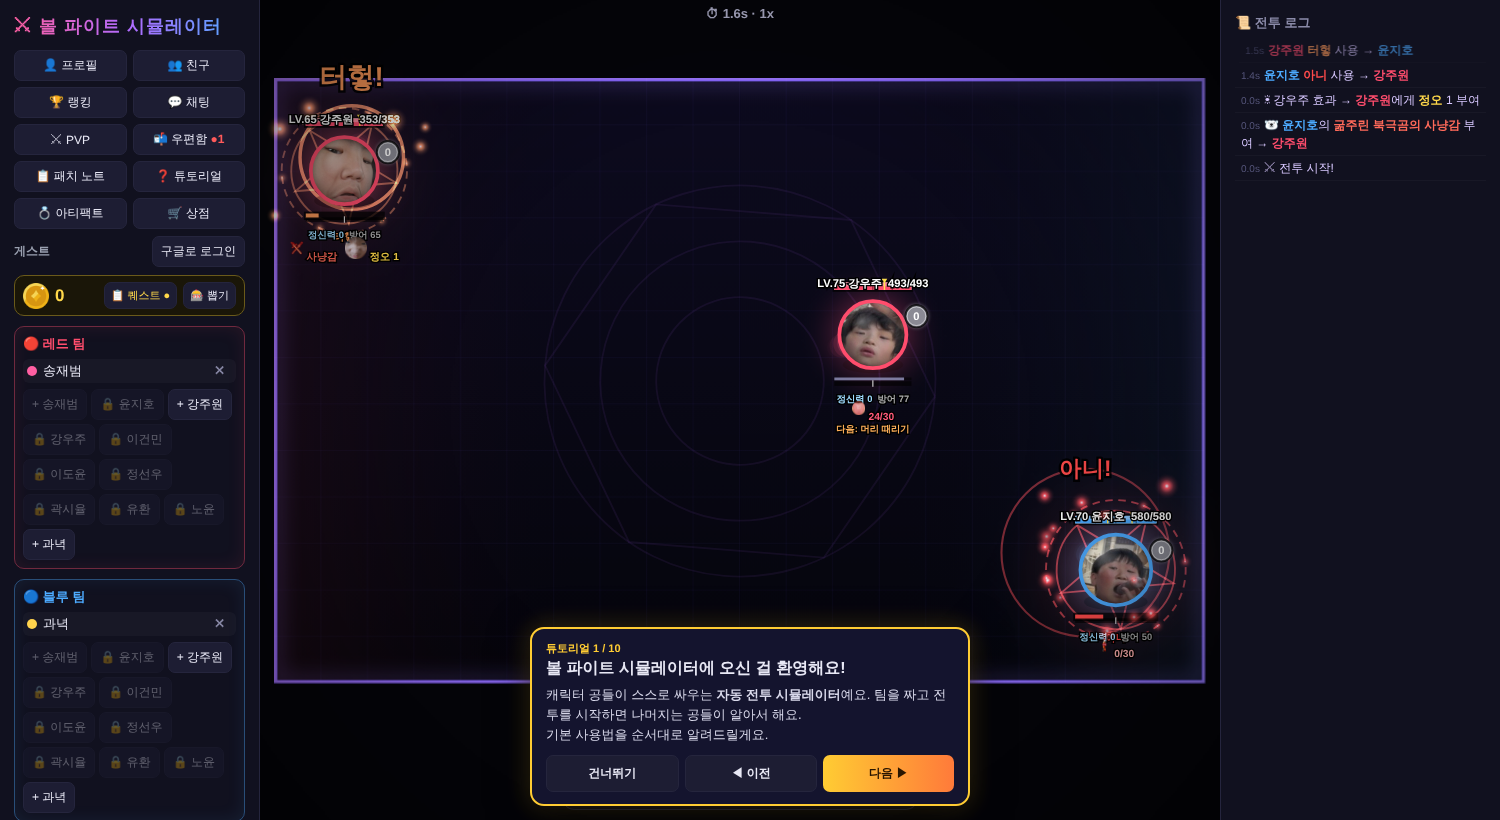 ⚔ 볼 파이트 시뮬레이터
👤 프로필
👥 친구
🏆 랭킹
💬 채팅
⚔ PVP
📬 우편함 ●1
📋 패치 노트
❓ 튜토리얼
💍 아티팩트
🛒 상점
게스트
구글로 로그인
0
📋 퀘스트 ●
🎰 뽑기
🔴 레드 팀
송재범 ✕
+ 송재범
🔒 윤지호
+ 강주원
🔒 강우주
🔒 이건민
🔒 이도윤
🔒 정선우
🔒 곽시율
🔒 유환
🔒 노윤
+ 과녁
🔵 블루 팀
과녁 ✕
+ 송재범
🔒 윤지호
+ 강주원
🔒 강우주
🔒 이건민
🔒 이도윤
🔒 정선우
🔒 곽시율
🔒 유환
🔒 노윤
+ 과녁
⏱ 1.6s · 1x
터헣!
LV.65 강주원 353/353
0
정신력 0 방어 65
사냥감
정오 1
LV.75 강우주 493/493
0
정신력 0 방어 77
24/30
다음: 머리 때리기
아니!
LV.70 윤지호 580/580
0
정신력 0 방어 50
0/30
튜토리얼 1 / 10
볼 파이트 시뮬레이터에 오신 걸 환영해요!
캐릭터 공들이 스스로 싸우는 자동 전투 시뮬레이터예요. 팀을 짜고 전
투를 시작하면 나머지는 공들이 알아서 해요.
기본 사용법을 순서대로 알려드릴게요.
건너뛰기
◀ 이전
다음 ▶
📜 전투 로그
1.5s 강주원 터헣 사용 → 윤지호
1.4s 윤지호 아니 사용 → 강주원
0.0s ☀ 강우주 효과 → 강주원에게 정오 1 부여
0.0s 🐻‍❄️ 윤지호의 굶주린 북극곰의 사냥감 부
여 → 강주원
0.0s ⚔ 전투 시작!